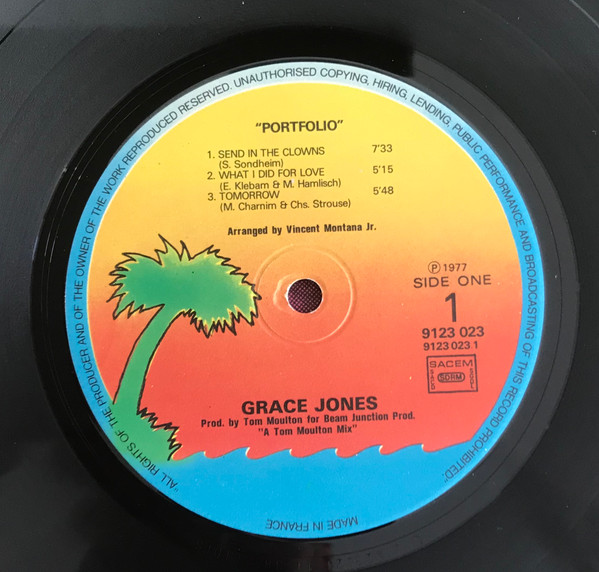 "ALL RIGHTS OF THE PRODUCER AND OF THE OWNER OF THE WORK REPRODUCED RESERVED. UNAUTHORISED COPYING, HIRING, LENDING, PUBLIC PERFORMANCE AND BROADCASTING OF THIS RECORD PROHIBITED."
"PORTFOLIO"
1. SEND IN THE CLOWNS 7'33
(S. Sondheim)
2. WHAT I DID FOR LOVE 5'15
(E. Klebam & M. Hamlisch)
3. TOMORROW 5'48
(M. Charnim & Chs. Strouse)
Arranged by Vincent Montana Jr.
Ⓟ 1977
SIDE ONE
1
9123 023
9123 023.1
SACEM
SACD SDRM SGDL
GRACE JONES
Prod. by Tom Moulton for Beam Junction Prod.
"A Tom Moulton Mix"
MADE IN FRANCE